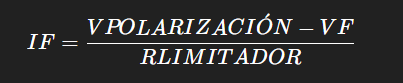 IF = VPOLARIZACIÓN − VF
RLIMITADOR